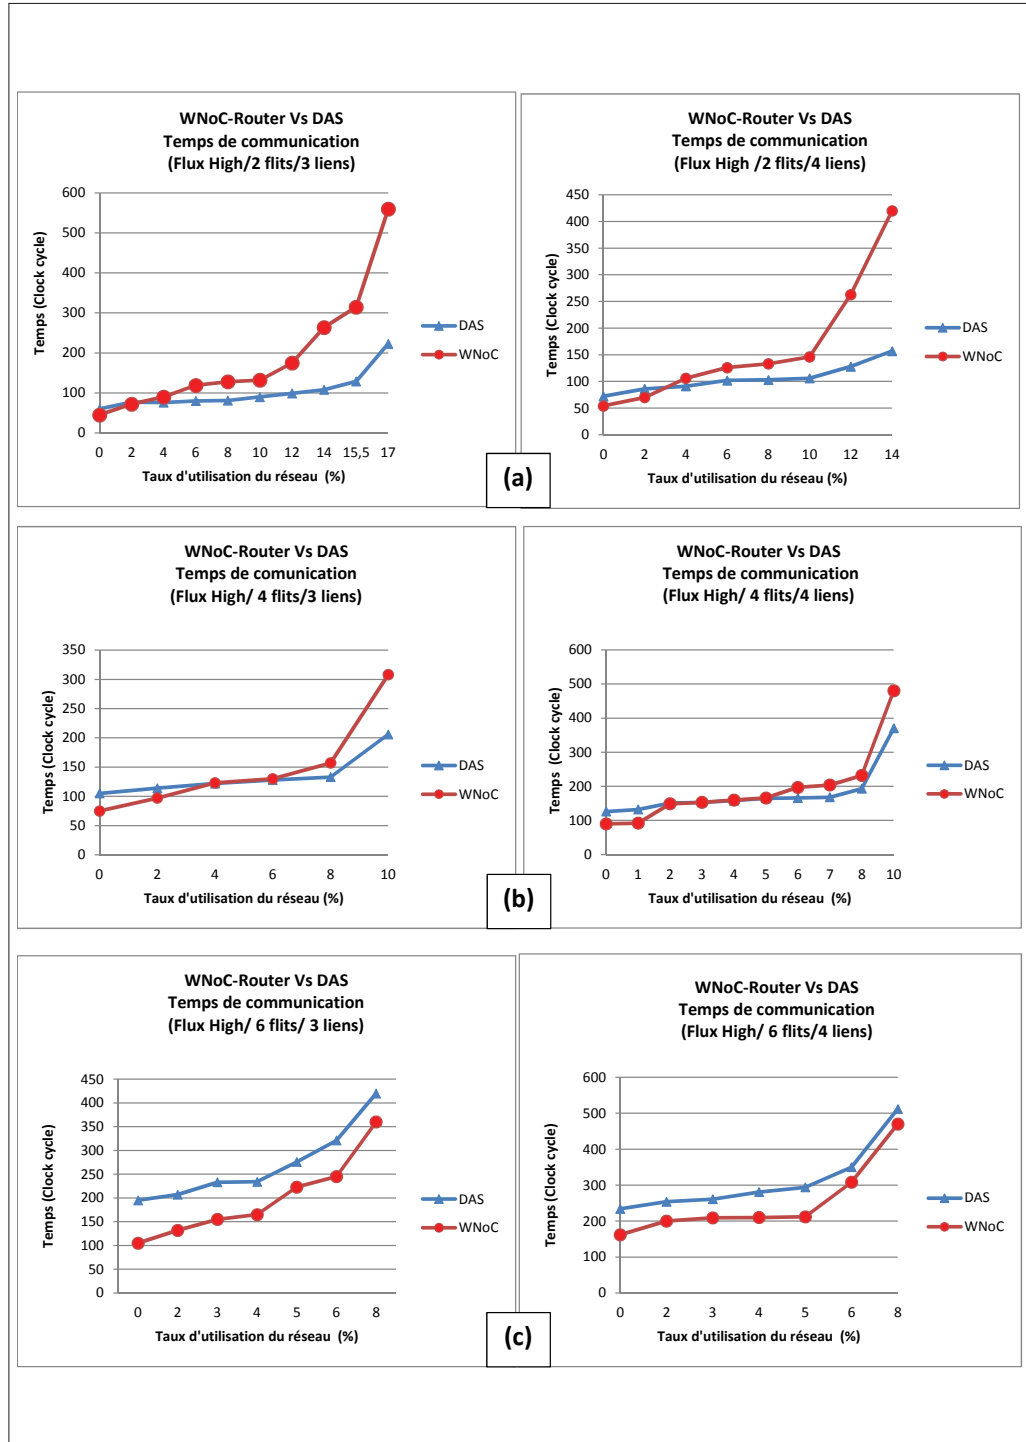 WNoC-Router Vs DAS
Temps de communication
(Flux High/2 flits/3 liens)
600
500
400
300
200
100
0
Temps (Clock cycle)
0 2 4 6 8 10 12 14 15,5 17
Taux d'utilisation du réseau (%)
DAS
WNoC
WNoC-Router Vs DAS
Temps de communication
(Flux High /2 flits/4 liens)
450
400
350
300
250
200
150
100
50
0
Temps (Clock cycle)
0 2 4 6 8 10 12 14
Taux d'utilisation du réseau (%)
DAS
WNoC
(a)
WNoC-Router Vs DAS
Temps de comunication
(Flux High/ 4 flits/3 liens)
350
300
250
200
150
100
50
0
Temps (Clock cycle)
0 2 4 6 8 10
Taux d'utilisation du réseau (%)
DAS
WNoC
WNoC-Router Vs DAS
Temps de communication
(Flux High/ 4 flits/4 liens)
600
500
400
300
200
100
0
Temps (Clock cycle)
0 1 2 3 4 5 6 7 8 10
Taux d'utilisation du réseau (%)
DAS
WNoC
(b)
WNoC-Router Vs DAS
Temps de communication
(Flux High/ 6 flits/ 3 liens)
450
400
350
300
250
200
150
100
50
0
Temps (Clock cycle)
0 2 3 4 5 6 8
Taux d'utilisation du réseau (%)
DAS
WNoC
WNoC-Router Vs DAS
Temps de communication
(Flux High/ 6 flits/4 liens)
600
500
400
300
200
100
0
Temps (Clock cycle)
0 2 3 4 5 6 8
Taux d'utilisation du réseau (%)
DAS
WNoC
(c)